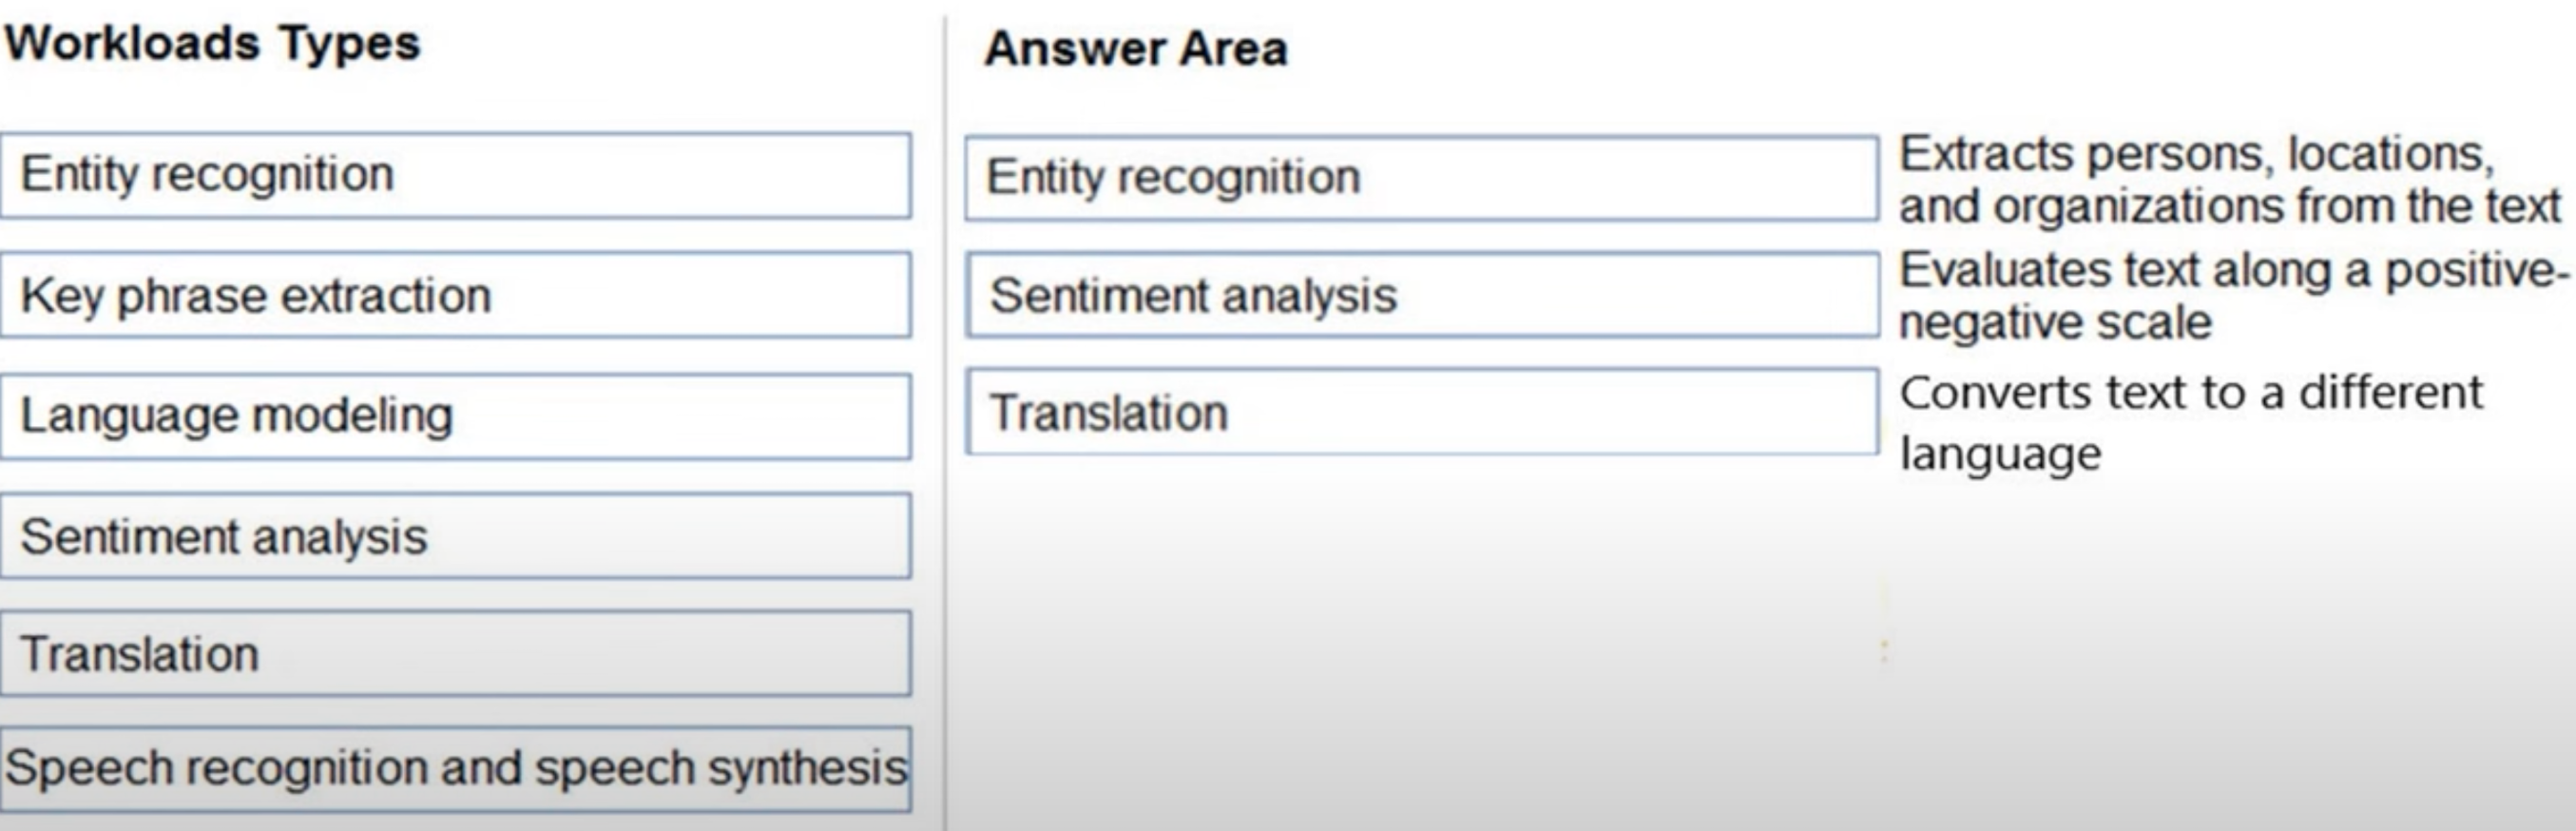 Workloads Types
Entity recognition
Key phrase extraction
Language modeling
Sentiment analysis
Translation
Speech recognition and speech synthesis
Answer Area
Entity recognition
Extracts persons, locations,
and organizations from the text
Sentiment analysis
Evaluates text along a positive-
negative scale
Translation
Converts text to a different
language